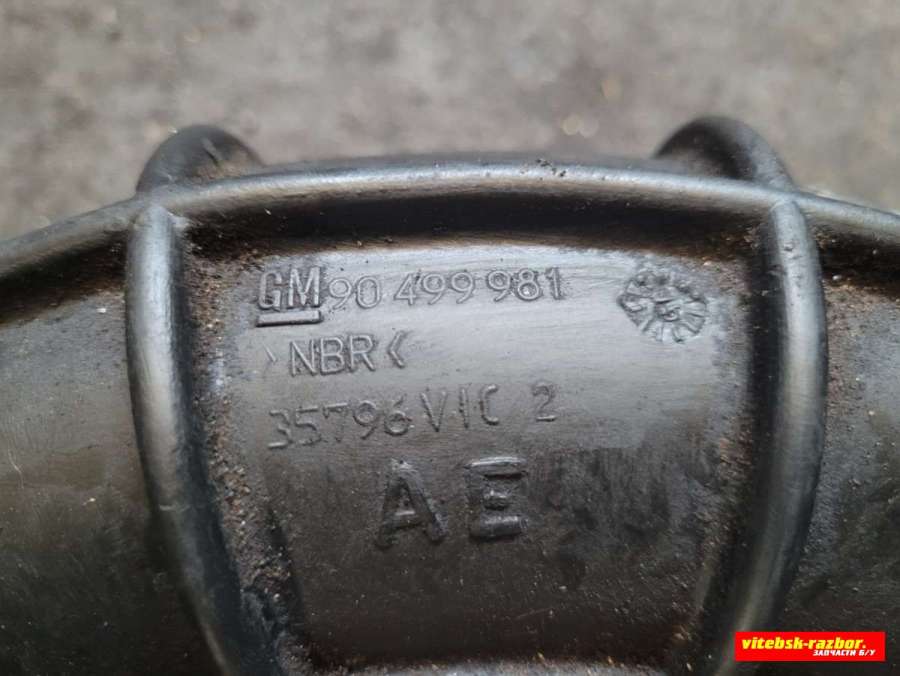 GM 90 499 981
>NBR<
35796 VIC 2
AE
vitebsk-razbor.
ЗАПЧАСТИ Б/У